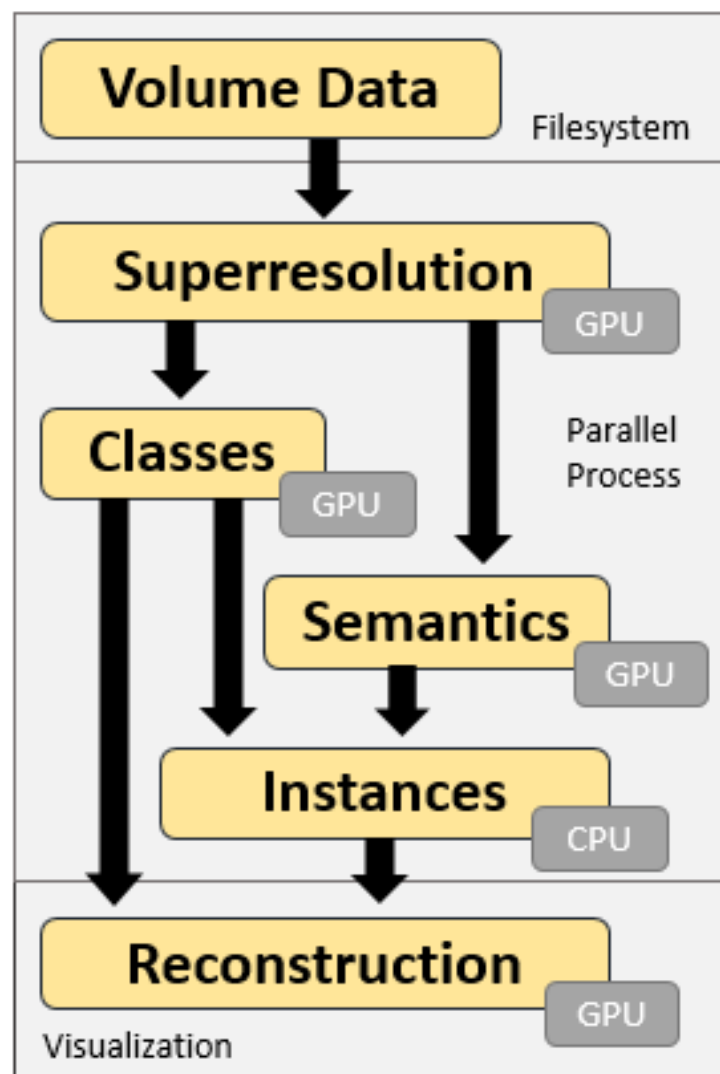 Volume Data
Filesystem
Superresolution
GPU
Classes
GPU
Parallel
Process
Semantics
GPU
Instances
CPU
Reconstruction
GPU
Visualization